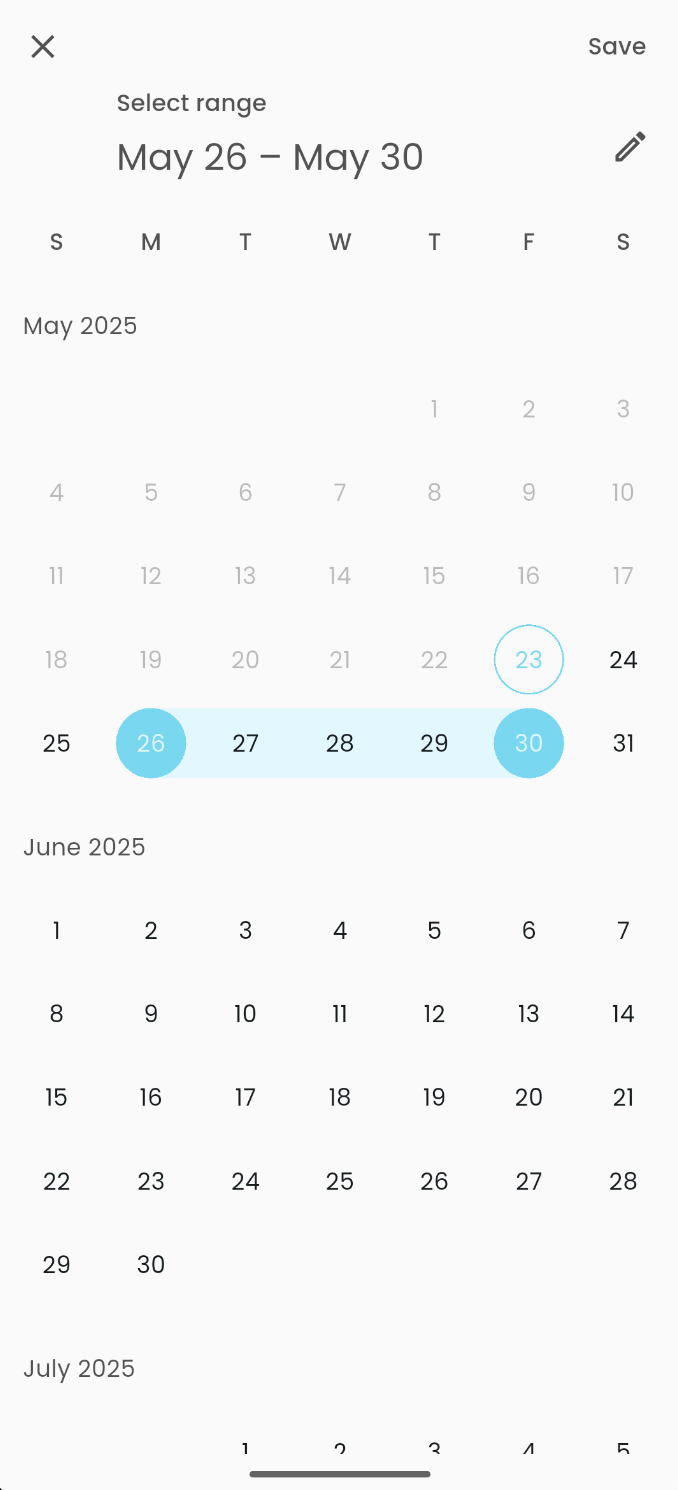 Save
Select range
May 26 – May 30
S M T W T F S
May 2025
1 2 3
4 5 6 7 8 9 10
11 12 13 14 15 16 17
18 19 20 21 22 23 24
25 26 27 28 29 30 31
June 2025
1 2 3 4 5 6 7
8 9 10 11 12 13 14
15 16 17 18 19 20 21
22 23 24 25 26 27 28
29 30
July 2025
1 2 3 4 5